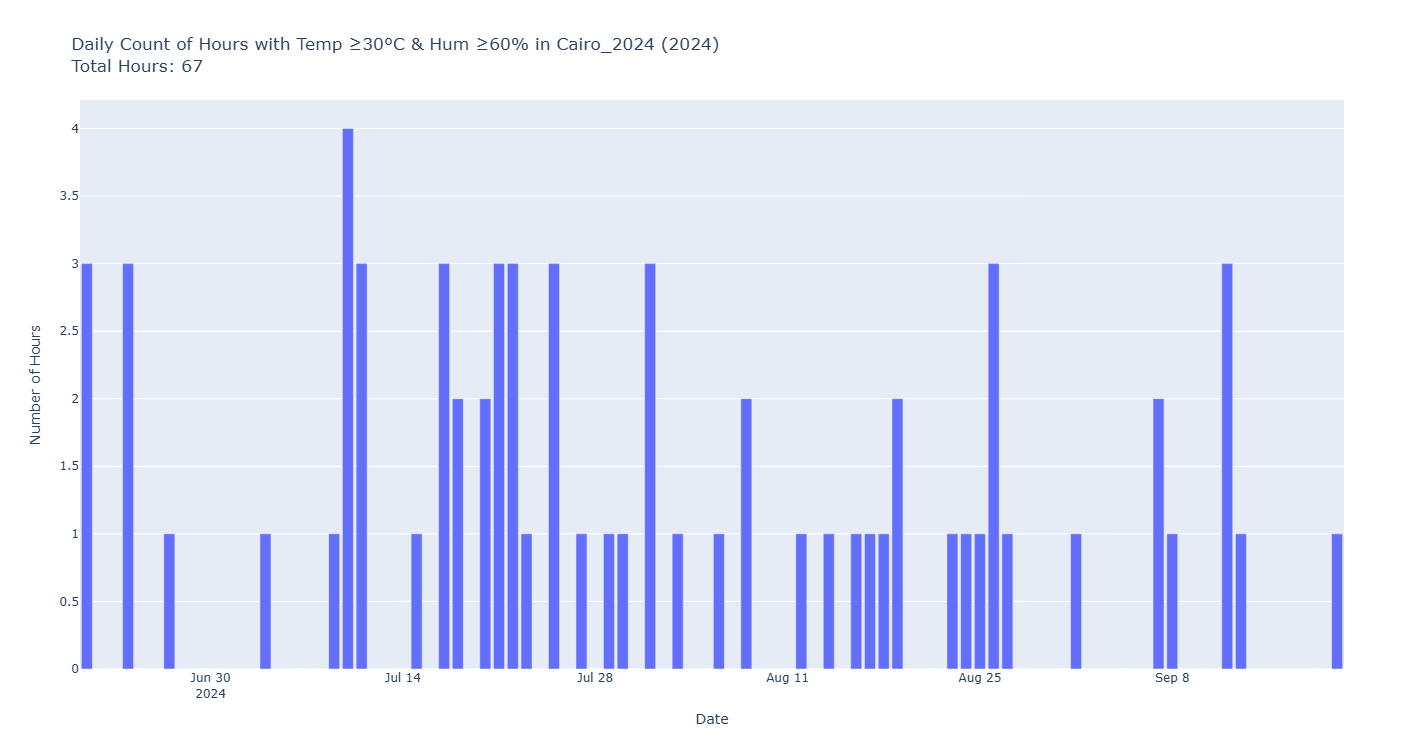 Daily Count of Hours with Temp ≥30ºC & Hum ≥60% in Cairo_2024 (2024)
Total Hours: 67
4
3.5
3
2.5
2
1.5
1
0.5
0
Number of Hours
Jun 30
2024
Jul 14
Jul 28
Aug 11
Aug 25
Sep 8
Date